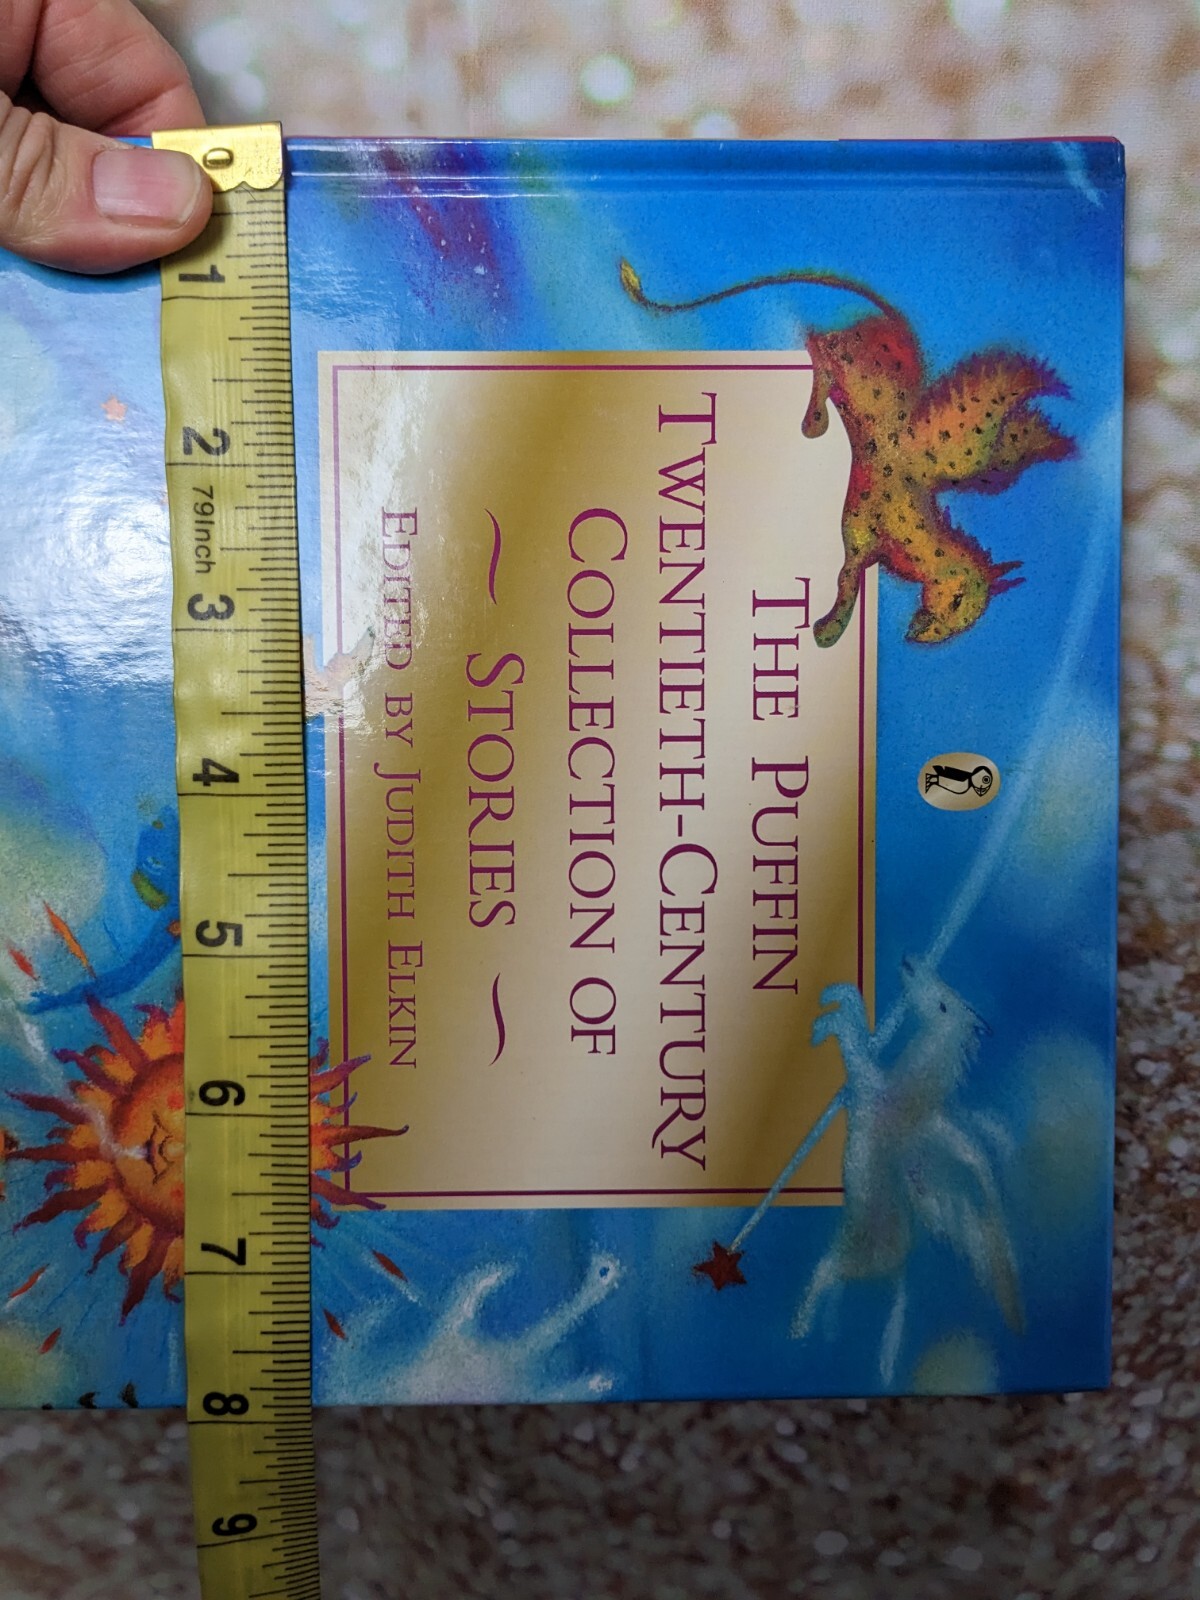 THE PUFFIN
TWENTIETH-CENTURY
COLLECTION OF
~ STORIES ~
EDITED BY JUDITH ELKIN
1
2
79Inch
3
4
5
6
7
8
9